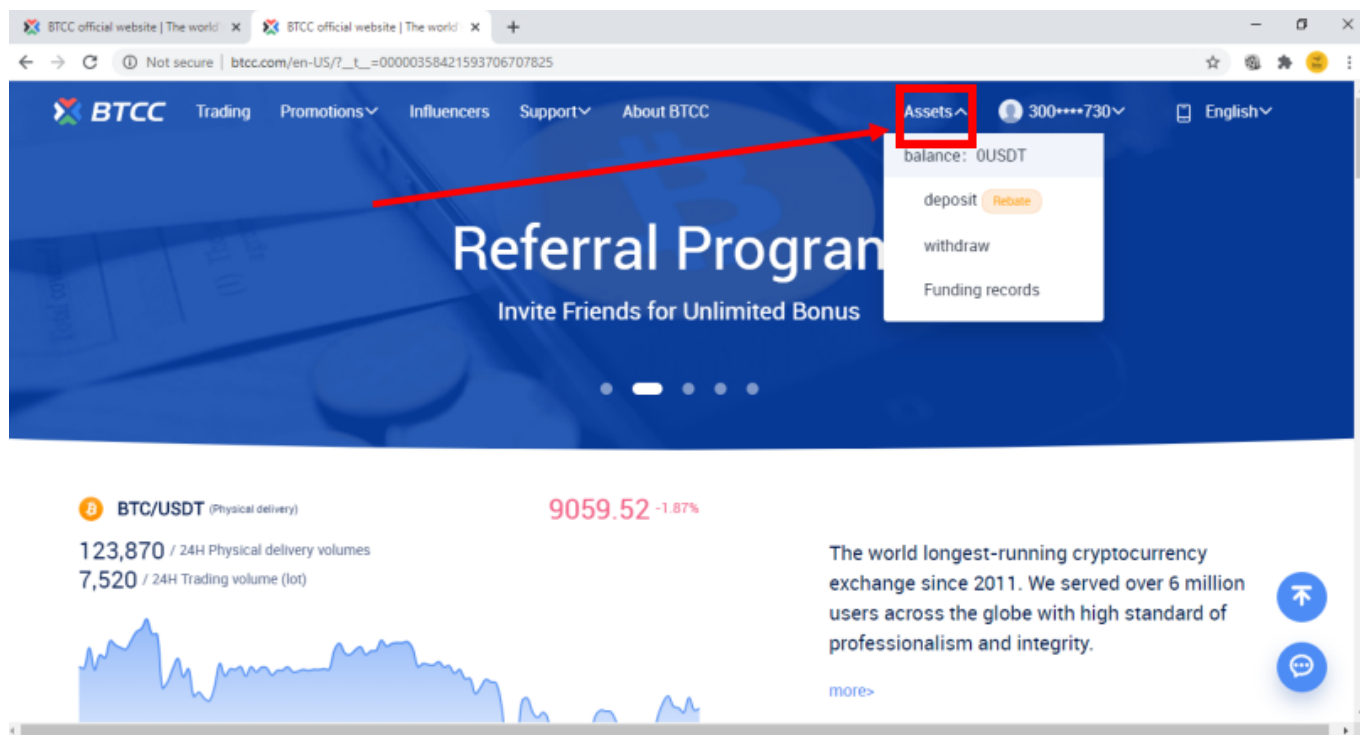 BTCC official website | The world
BTCC official website | The world
Not secure | btcc.com/en-US/?__t__=00000358421593706707825
BTCC Trading Promotions Influencers Support About BTCC Assets 300****730 English
balance: 0USDT
deposit Rebate
withdraw
Funding records
Referral Progran
Invite Friends for Unlimited Bonus
BTC/USDT (Physical delivery) 9059.52 -1.87%
123,870 / 24H Physical delivery volumes
7,520 / 24H Trading volume (lot)
The world longest-running cryptocurrency
exchange since 2011. We served over 6 million
users across the globe with high standard of
professionalism and integrity.
more>